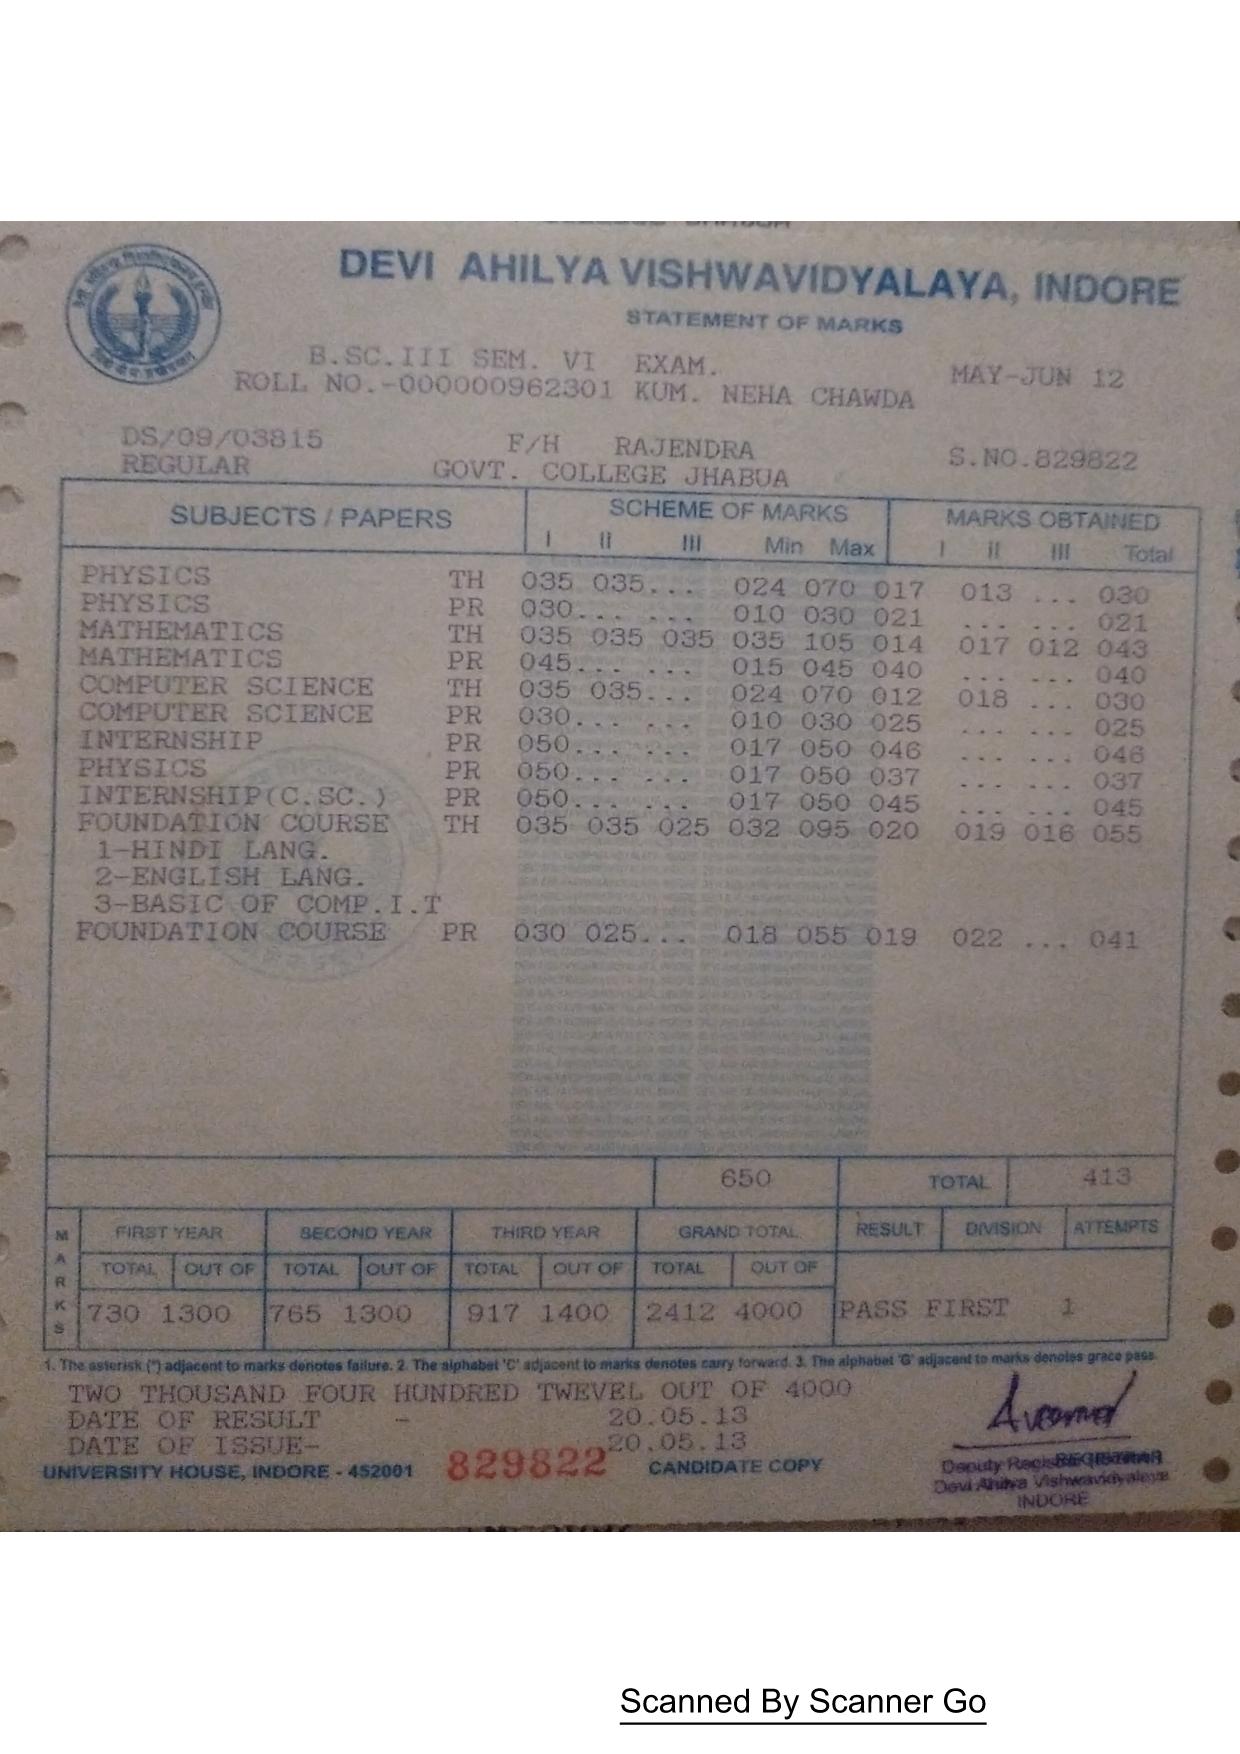 DEVI AHILYA VISHWAVIDYALAYA, INDORE
STATEMENT OF MARKS
B.SC.III SEM. VI EXAM. MAY-JUN 12
ROLL NO.-000000962301 KUM. NEHA CHAWDA
DS/09/03815 F/H RAJENDRA S.NO.829822
REGULAR GOVT. COLLEGE JHABUA
SUBJECTS / PAPERS SCHEME OF MARKS MARKS OBTAINED
I II III Min Max I II III Total
PHYSICS TH 035 035... 024 070 017 013 ... 030
PHYSICS PR 030... ... 010 030 021 ... ... 021
MATHEMATICS TH 035 035 035 035 105 014 017 012 043
MATHEMATICS PR 045... ... 015 045 040 ... ... 040
COMPUTER SCIENCE TH 035 035... 024 070 012 018 ... 030
COMPUTER SCIENCE PR 030... ... 010 030 025 ... ... 025
INTERNSHIP PR 050... ... 017 050 046 ... ... 046
PHYSICS PR 050... ... 017 050 037 ... ... 037
INTERNSHIP(C.SC.) PR 050... ... 017 050 045 ... ... 045
FOUNDATION COURSE TH 035 035 025 032 095 020 019 016 055
1-HINDI LANG.
2-ENGLISH LANG.
3-BASIC OF COMP.I.T
FOUNDATION COURSE PR 030 025... 018 055 019 022 ... 041
650 TOTAL 413
MARKS FIRST YEAR SECOND YEAR THIRD YEAR GRAND TOTAL RESULT DIVISION ATTEMPTS
TOTAL OUT OF TOTAL OUT OF TOTAL OUT OF TOTAL OUT OF
730 1300 765 1300 917 1400 2412 4000 PASS FIRST 1
1. The asterisk (*) adjacent to marks denotes failure. 2. The alphabet 'C' adjacent to marks denotes carry forward. 3. The alphabet 'G' adjacent to marks denotes grace pass.
TWO THOUSAND FOUR HUNDRED TWEVEL OUT OF 4000
DATE OF RESULT - 20.05.13
DATE OF ISSUE- 20.05.13
UNIVERSITY HOUSE, INDORE - 452001 829822 CANDIDATE COPY
REGISTRAR
Deputy
Devi Ahilya Vishwavidyalaya
INDORE
Scanned By Scanner Go